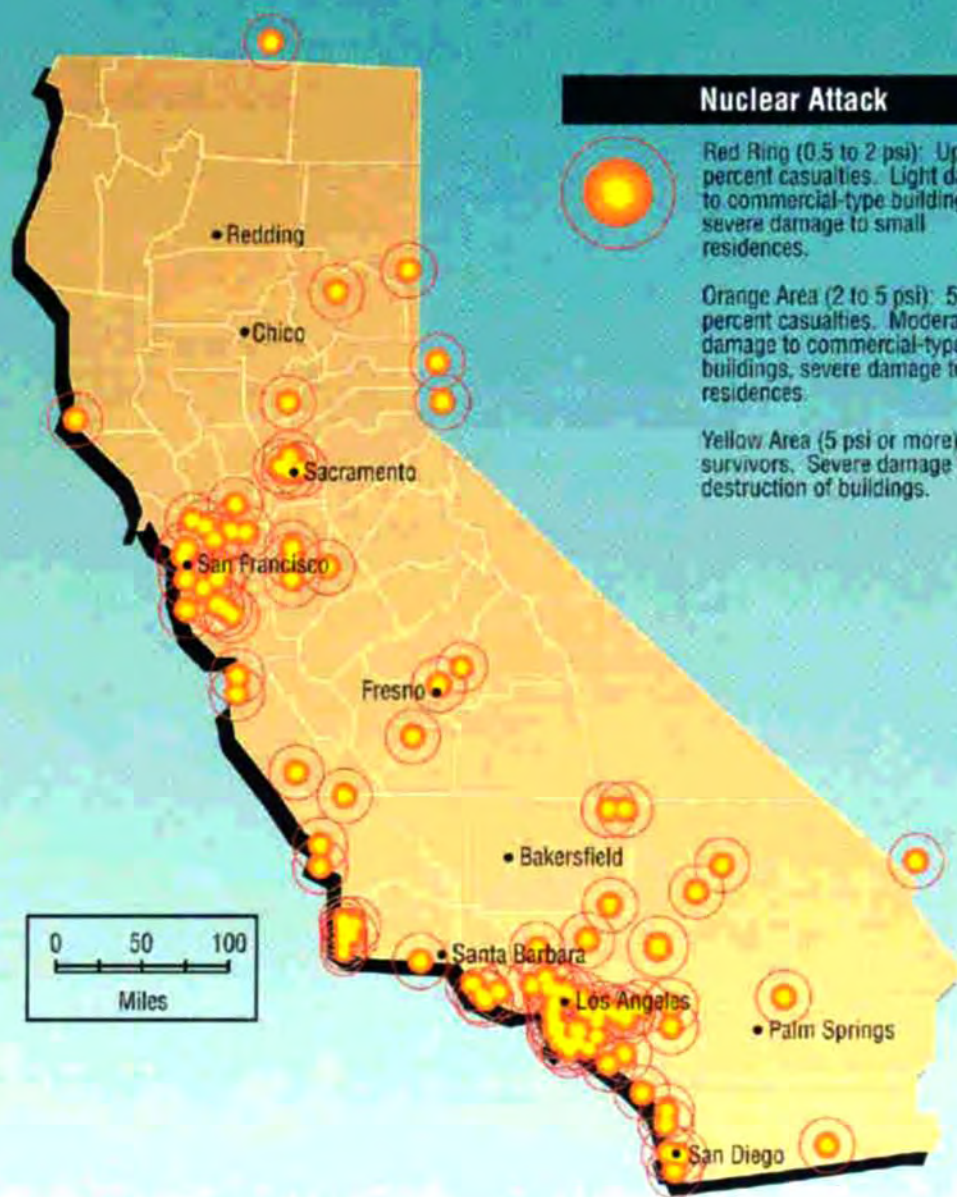 Nuclear Attack
Red Ring (0.5 to 2 psi): Up
percent casualties. Light
to commercial-type
severe damage to small
residences.
Orange Area (2 to 5 psi): 5
percent casualties.
damage to commercial-type
buildings, severe damage
residences.
Yellow Area (5 psi or more)
survivors. Severe damage
destruction of buildings.
Redding
Chico
Sacramento
San Francisco
Fresno
Bakersfield
Santa Barbara
Los Angeles
Palm Springs
San Diego
0 50 100
Miles